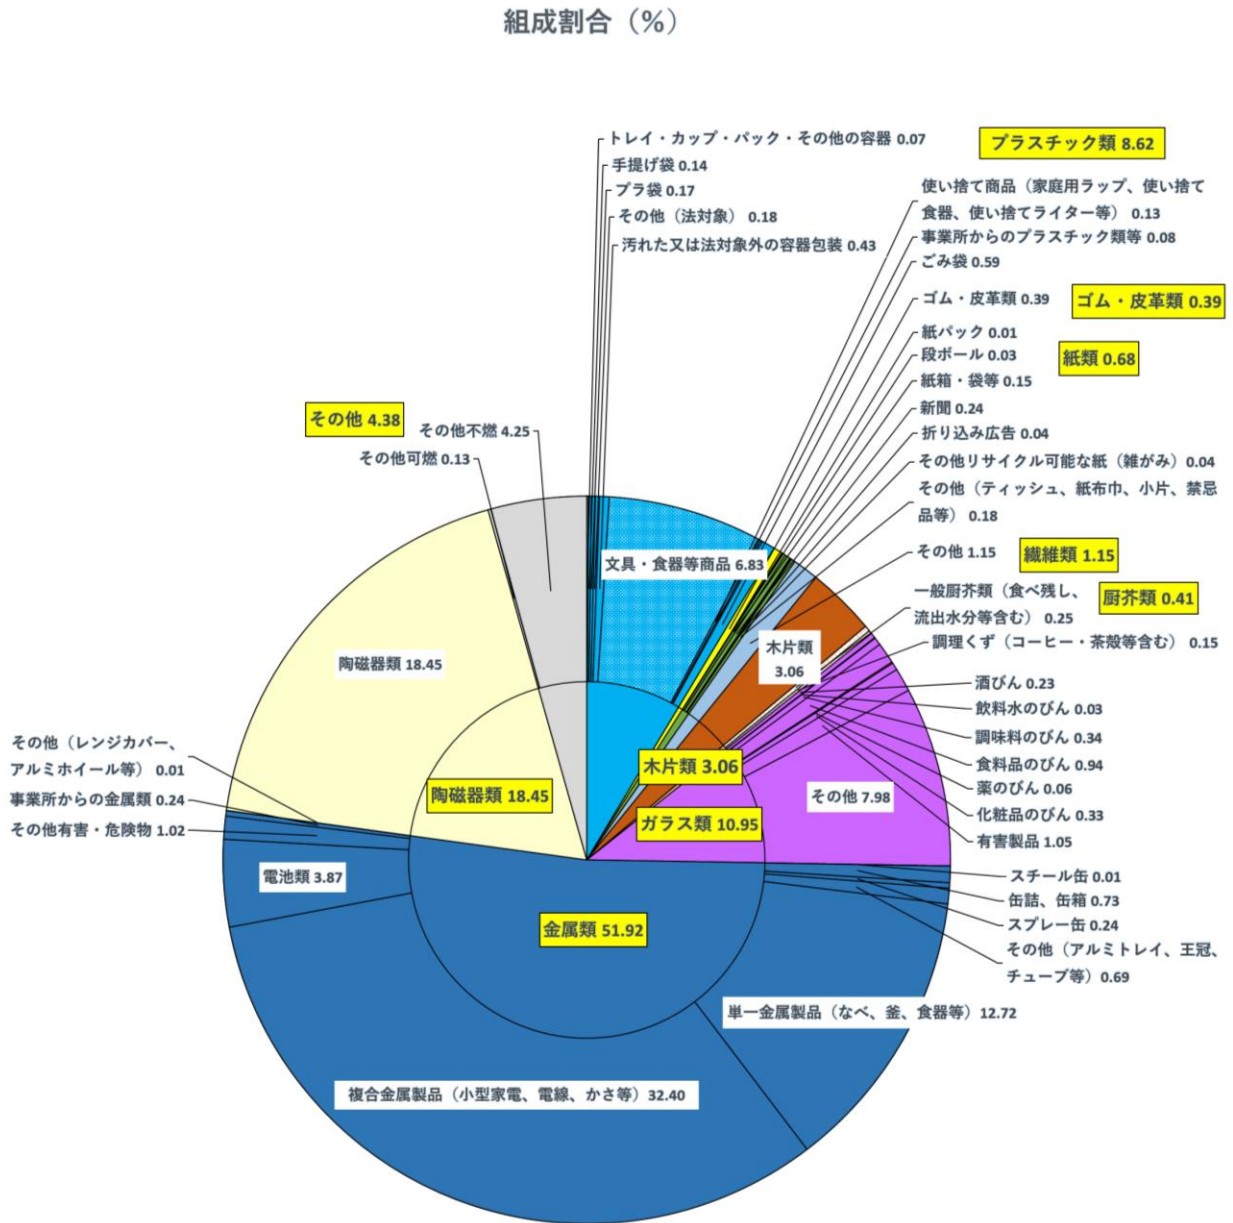 組成割合（%）
トレイ・カップ・パック・その他の容器 0.07
手提げ袋 0.14
プラ袋 0.17
その他（法対象） 0.18
汚れた又は法対象外の容器包装 0.43
プラスチック類 8.62
使い捨て商品（家庭用ラップ、使い捨て
食器、使い捨てライター等） 0.13
事業所からのプラスチック類等 0.08
ごみ袋 0.59
ゴム・皮革類 0.39
ゴム・皮革類 0.39
紙パック 0.01
段ボール 0.03
紙類 0.68
紙箱・袋等 0.15
新聞 0.24
折り込み広告 0.04
その他リサイクル可能な紙（雑がみ）0.04
その他（ティッシュ、紙布巾、小片、禁忌
品等） 0.18
その他 1.15
繊維類 1.15
一般厨芥類（食べ残し、
流出水分等含む） 0.25
厨芥類 0.41
調理くず（コーヒー・茶殻等含む） 0.15
酒びん 0.23
飲料水のびん 0.03
調味料のびん 0.34
食料品のびん 0.94
薬のびん 0.06
化粧品のびん 0.33
有害製品 1.05
スチール缶 0.01
缶詰、缶箱 0.73
スプレー缶 0.24
その他（アルミトレイ、王冠、
チューブ等）0.69
その他 4.38
その他不燃 4.25
その他可燃 0.13
文具・食器等商品 6.83
木片類
3.06
陶磁器類 18.45
木片類 3.06
陶磁器類 18.45
ガラス類 10.95
その他 7.98
その他（レンジカバー、
アルミホイール等） 0.01
事業所からの金属類 0.24
その他有害・危険物 1.02
電池類 3.87
金属類 51.92
単一金属製品（なべ、釜、食器等）12.72
複合金属製品（小型家電、電線、かさ等）32.40